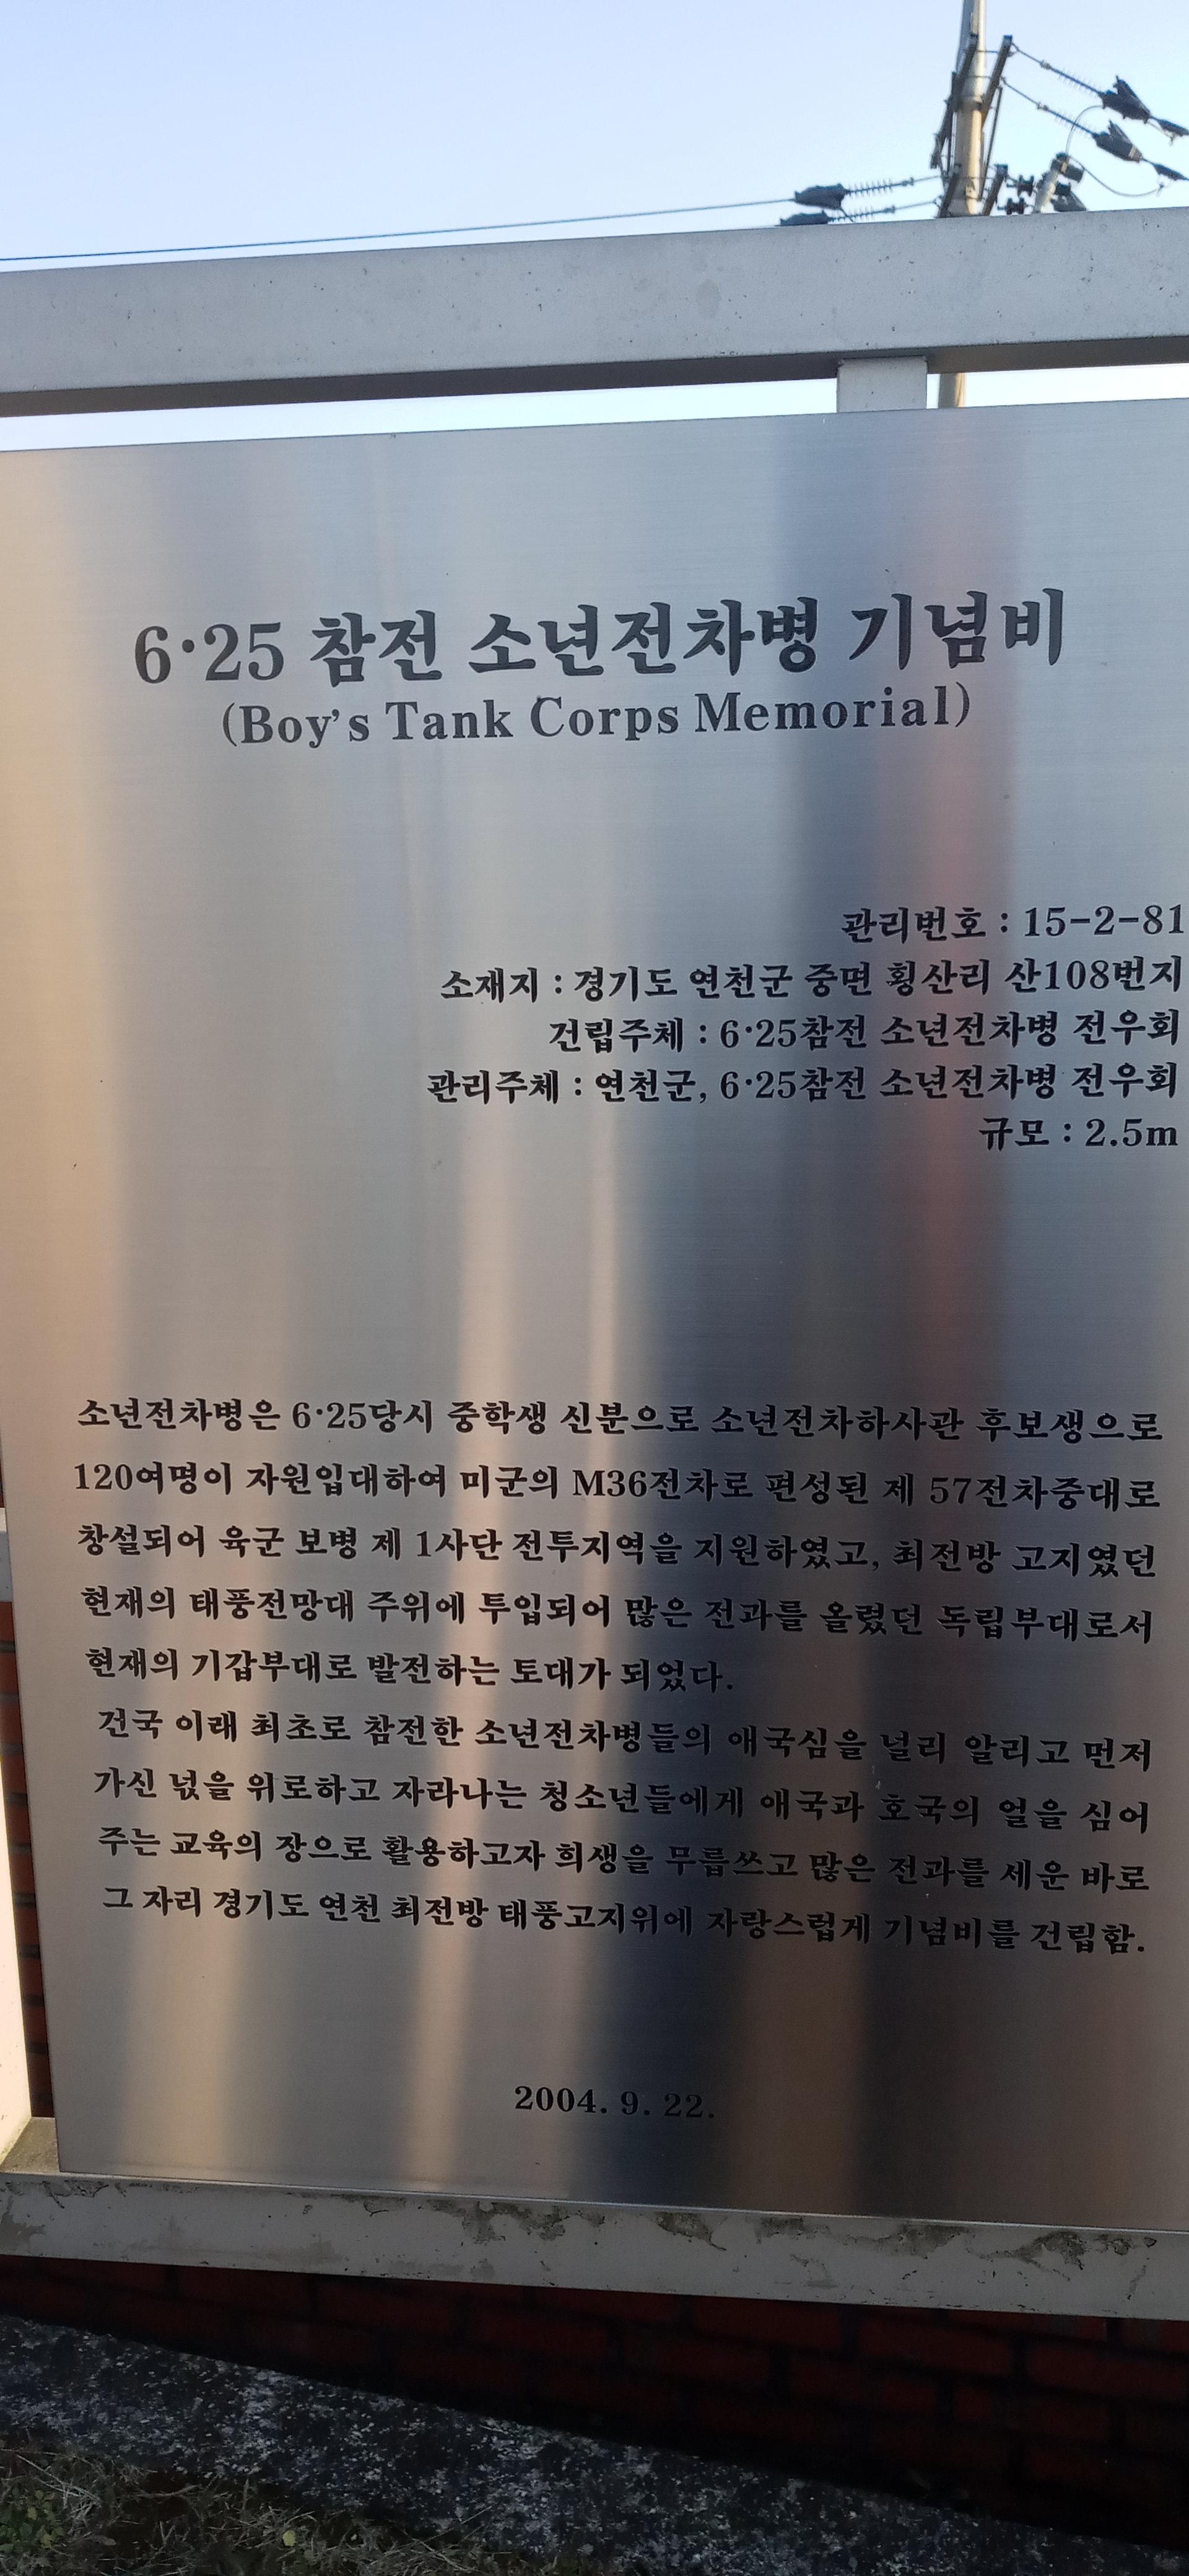 6·25 참전 소년전차병 기념비
(Boy's Tank Corps Memorial)
관리번호 : 15-2-81
소재지 : 경기도 연천군 중면 횡산리 산108번지
건립주체 : 6·25참전 소년전차병 전우회
관리주체 : 연천군, 6·25참전 소년전차병 전우회
규모 : 2.5m
소년전차병은 6·25당시 중학생 신분으로 소년전차하사관 후보생으로
120여명이 자원입대하여 미군의 M36전차로 편성된 제 57전차중대로
창설되어 육군 보병 제 1사단 전투지역을 지원하였고, 최전방 고지였던
현재의 태풍전망대 주위에 투입되어 많은 전과를 올렸던 독립부대로서
현재의 기갑부대로 발전하는 토대가 되었다.
건국 이래 최초로 참전한 소년전차병들의 애국심을 널리 알리고 먼저
가신 넋을 위로하고 자라나는 청소년들에게 애국과 호국의 얼을 심어
주는 교육의 장으로 활용하고자 희생을 무릅쓰고 많은 전과를 세운 바로
그 자리 경기도 연천 최전방 태풍고지위에 자랑스럽게 기념비를 건립함.
2004. 9. 22.